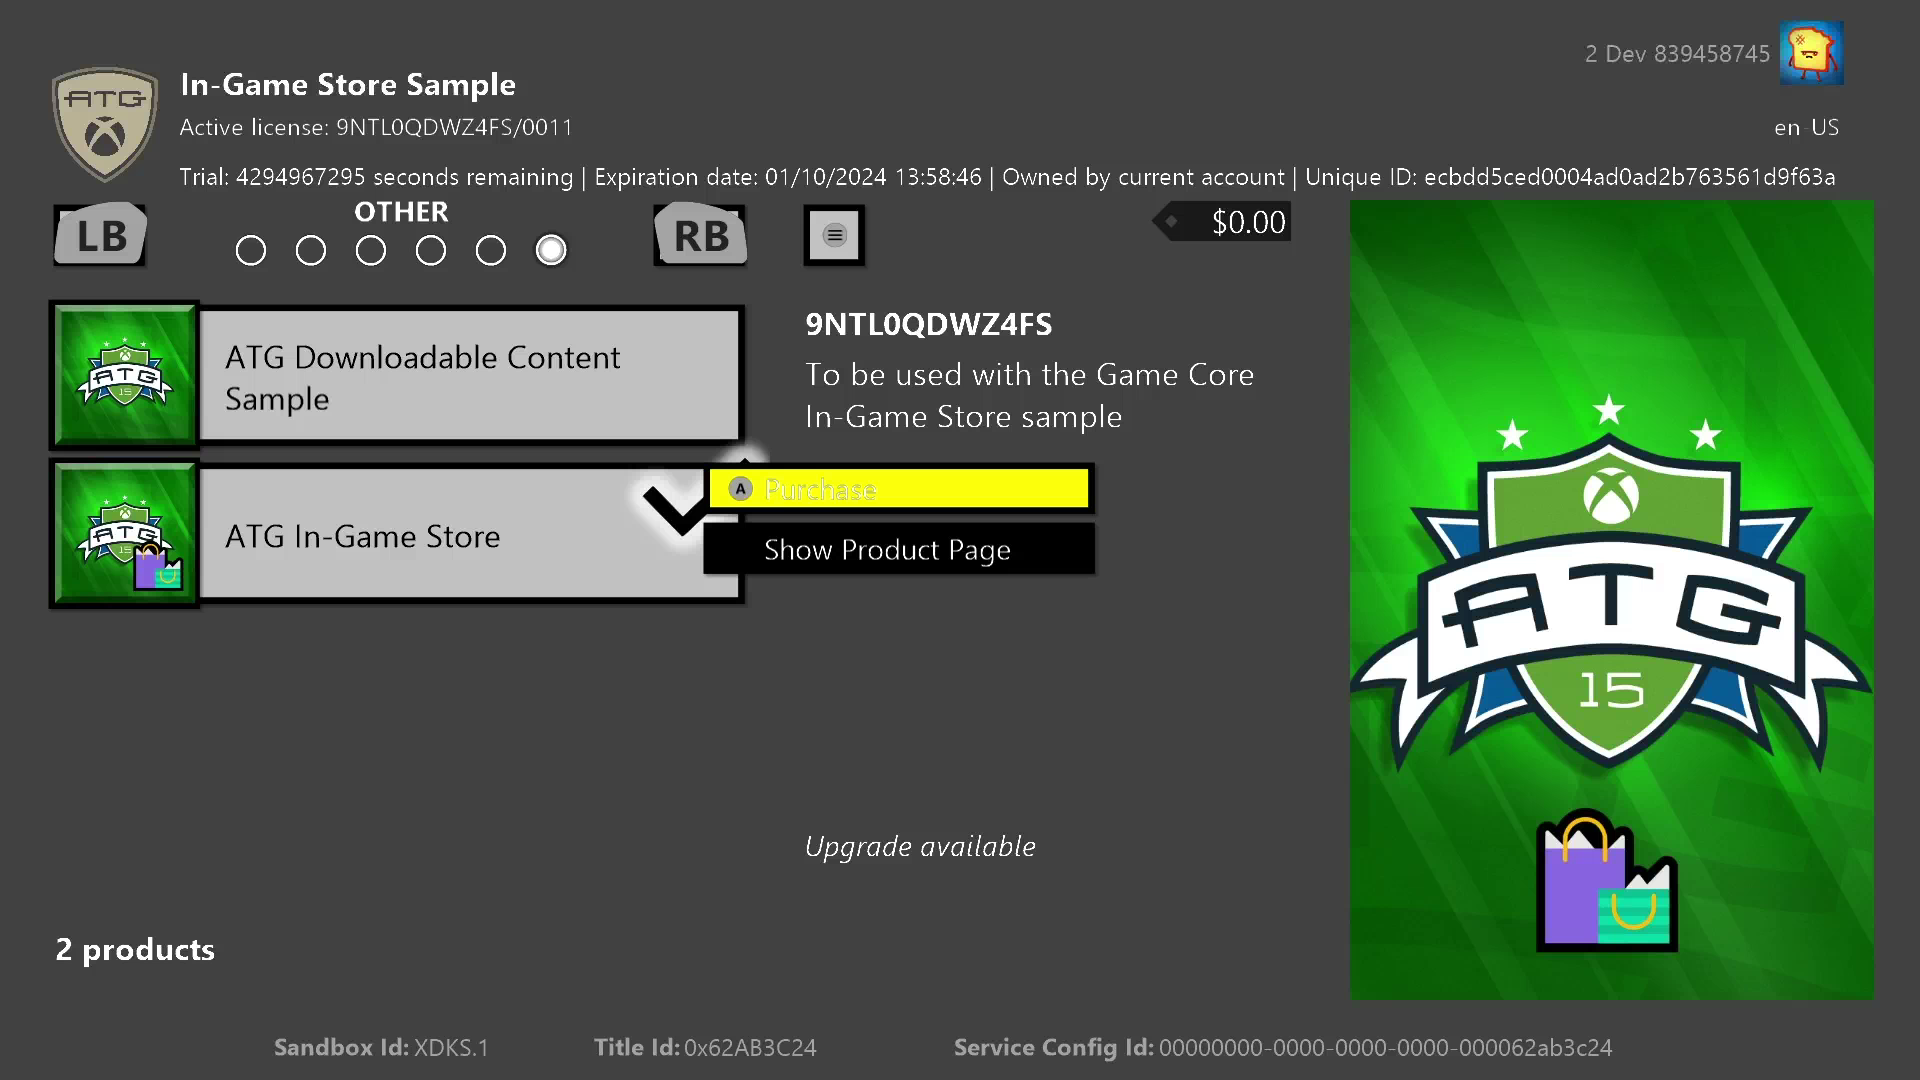 2 Dev 839458745
ATG
In-Game Store Sample
Active license: 9NTL0QDWZ4FS/0011
en-US
Trial: 4294967295 seconds remaining | Expiration date: 01/10/2024 13:58:46 | Owned by current account | Unique ID: ecbdd5ced0004ad0ad2b763561d9f63a
LB
OTHER
RB
$0.00
ATG
15
ATG Downloadable Content
Sample
9NTL0QDWZ4FS
To be used with the Game Core
In-Game Store sample
ATG
15
ATG In-Game Store
A Purchase
Show Product Page
ATG
15
Upgrade available
2 products
Sandbox Id: XDKS.1
Title Id: 0x62AB3C24
Service Config Id: 00000000-0000-0000-0000-000062ab3c24